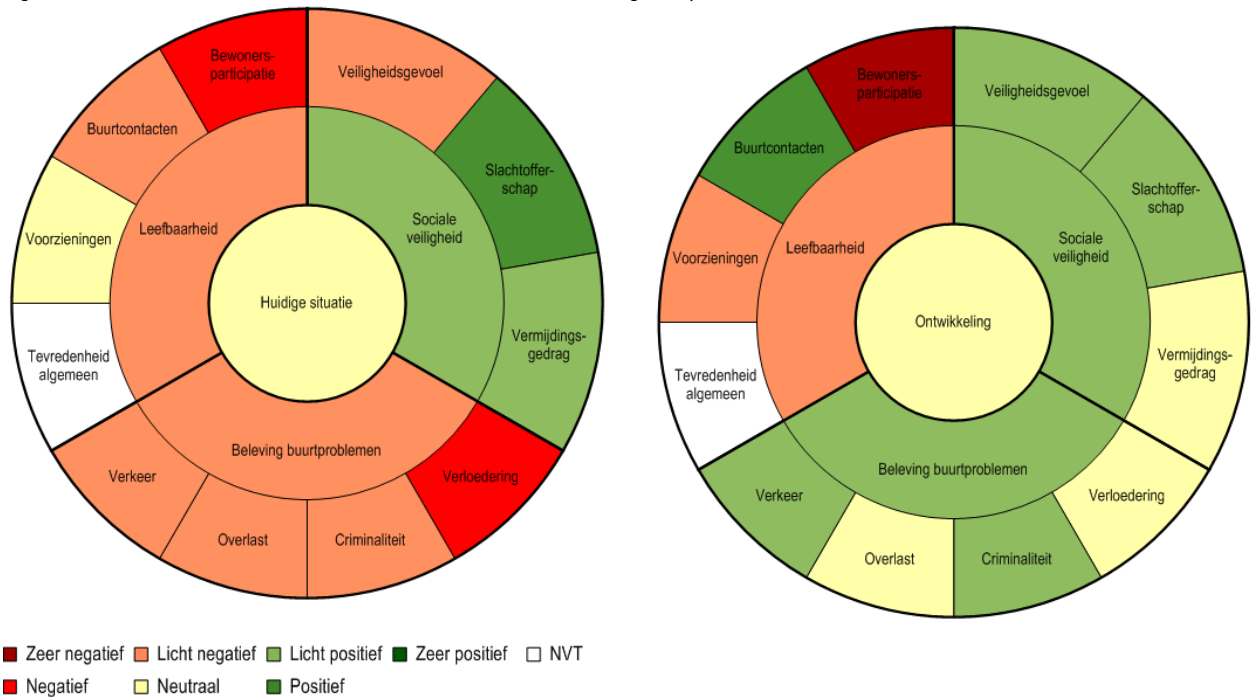 Bewoners-
participatie
Veiligheidsgevoel
Buurtcontacten
Slachtoffer-
schap
Voorzieningen
Leefbaarheid
Sociale
veiligheid
Huidige situatie
Tevredenheid
algemeen
Vermijdings-
gedrag
Beleving buurtproblemen
Verkeer
Verloedering
Overlast
Criminaliteit
Bewoners-
participatie
Veiligheidsgevoel
Buurtcontacten
Slachtoffer-
schap
Voorzieningen
Leefbaarheid
Sociale
veiligheid
Ontwikkeling
Tevredenheid
algemeen
Vermijdings-
gedrag
Beleving buurtproblemen
Verkeer
Verloedering
Overlast
Criminaliteit
Zeer negatief Licht negatief Licht positief Zeer positief NVT
Negatief Neutraal Positief